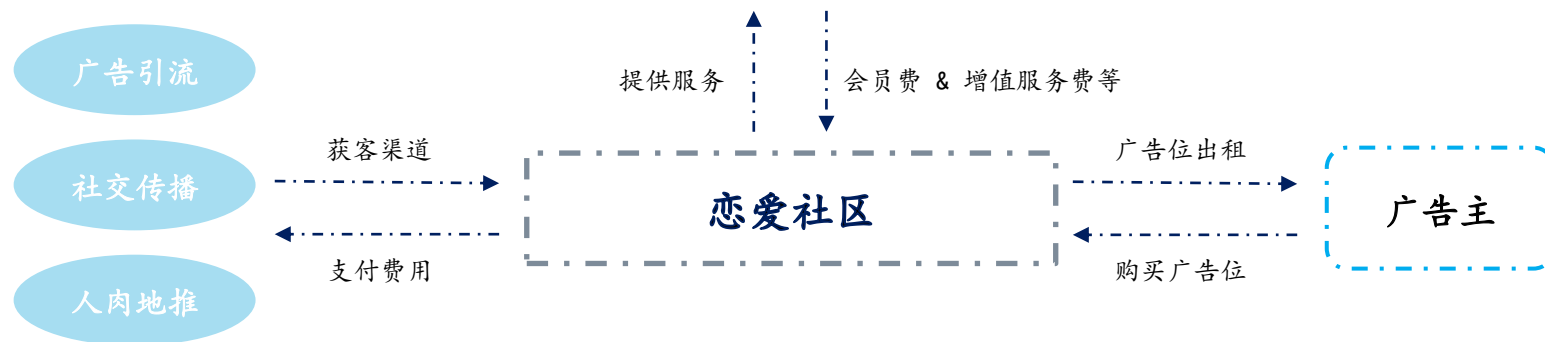 广告引流
提供服务
会员费 & 增值服务费等
获客渠道
广告位出租
社交传播
恋爱社区
广告主
支付费用
购买广告位
人肉地推